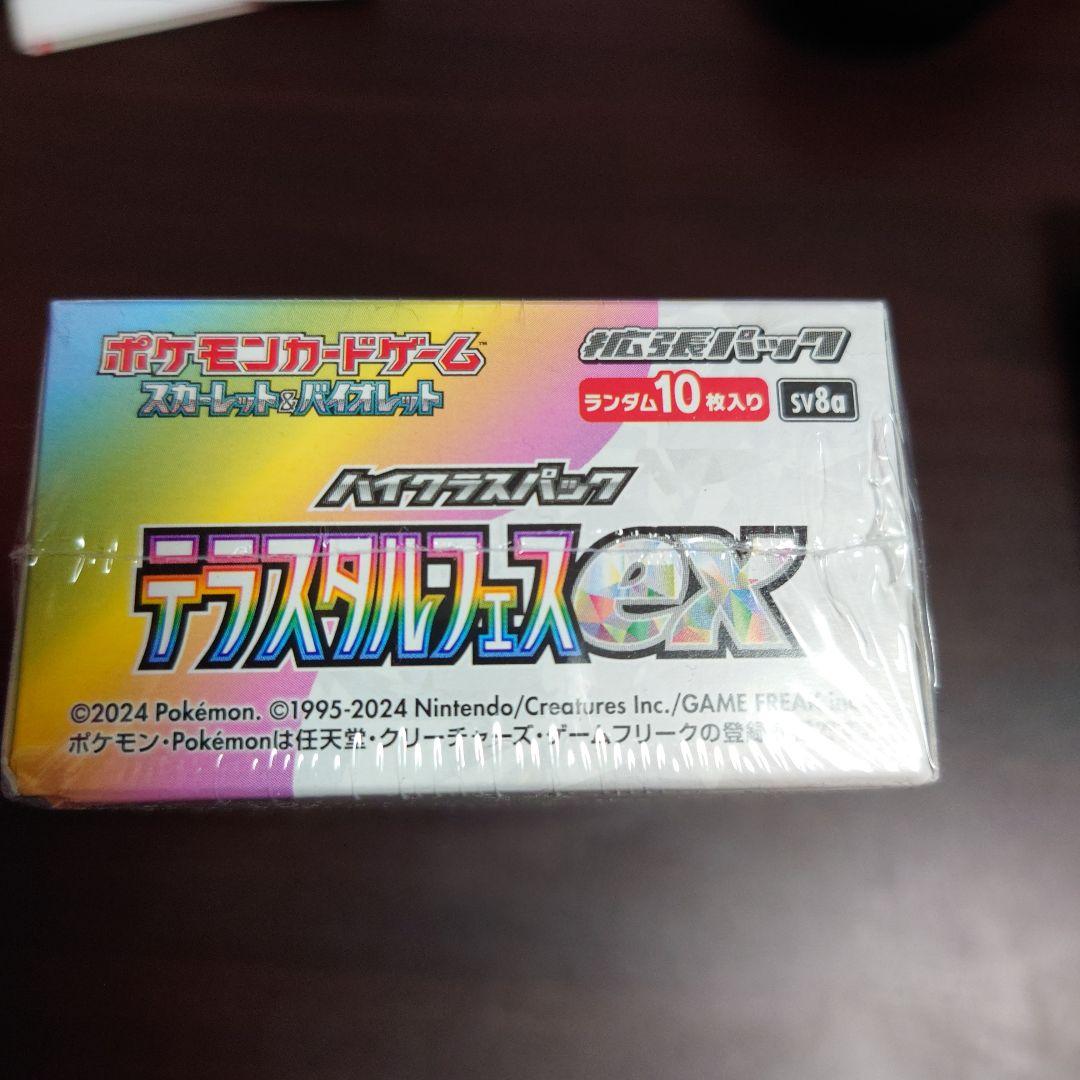 ポケモンカードゲーム™
スカーレット&バイオレット
拡張パック
ランダム10枚入り
SV8a
ハイクラスパック
テラスタルフェスex
©2024 Pokémon. ©1995-2024 Nintendo/Creatures Inc./GAME FREAK inc.
ポケモン・Pokémonは任天堂・クリーチャーズ・ゲームフリークの登録